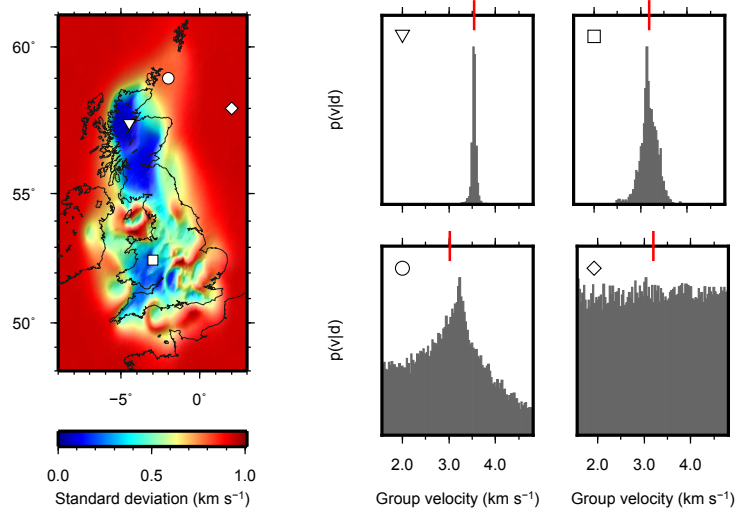 60°
55°
50°
−5° 0°
0.0 0.5 1.0
Standard deviation (km s⁻¹)
p(v|d)
p(v|d)
2.0 3.0 4.0
Group velocity (km s⁻¹)
2.0 3.0 4.0
Group velocity (km s⁻¹)